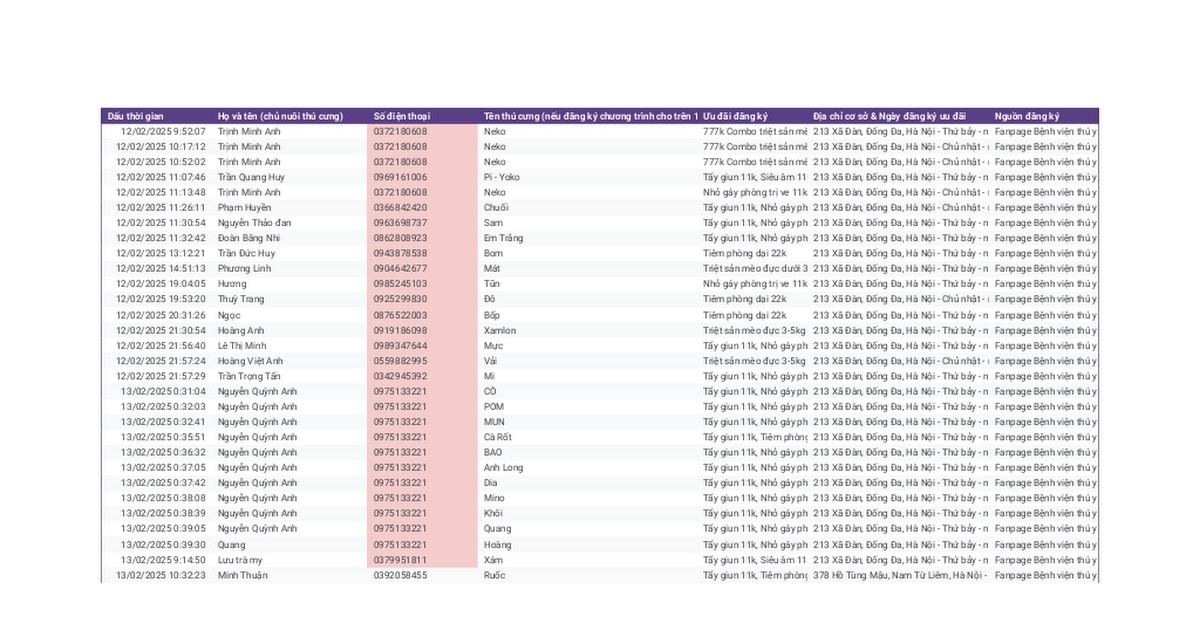 Dấu thời gian Họ và tên (chủ nuôi thú cưng) Số điện thoại Tên thú cưng (nếu đăng ký chương trình cho trên 1 Ưu đãi đăng ký Địa chỉ cơ sở & Ngày đăng ký ưu đãi Nguồn đăng ký
12/02/2025 9:52:07 Trịnh Minh Anh 0372180608 Neko 777k Combo triệt sản mè 213 Xã Đàn, Đống Đa, Hà Nội - Thứ bảy - n Fanpage Bệnh viện thú y
12/02/2025 10:17:12 Trịnh Minh Anh 0372180608 Neko 777k Combo triệt sản mè 213 Xã Đàn, Đống Đa, Hà Nội - Chủ nhật - Fanpage Bệnh viện thú y
12/02/2025 10:52:02 Trịnh Minh Anh 0372180608 Neko 777k Combo triệt sản mè 213 Xã Đàn, Đống Đa, Hà Nội - Chủ nhật - Fanpage Bệnh viện thú y
12/02/2025 11:07:46 Trần Quang Huy 0969161006 Pi - Yoko Tẩy giun 11k, Siêu âm 11 213 Xã Đàn, Đống Đa, Hà Nội - Thứ bảy - n Fanpage Bệnh viện thú y
12/02/2025 11:13:48 Trịnh Minh Anh 0372180608 Neko Nhỏ gáy phòng trị ve 11k 213 Xã Đàn, Đống Đa, Hà Nội - Chủ nhật - Fanpage Bệnh viện thú y
12/02/2025 11:26:11 Phạm Huyền 0366842420 Chuối Tẩy giun 11k, Nhỏ gáy ph 213 Xã Đàn, Đống Đa, Hà Nội - Chủ nhật - Fanpage Bệnh viện thú y
12/02/2025 11:30:54 Nguyễn Thảo đan 0963698737 Sam Tẩy giun 11k, Nhỏ gáy ph 213 Xã Đàn, Đống Đa, Hà Nội - Thứ bảy - n Fanpage Bệnh viện thú y
12/02/2025 11:32:42 Đoàn Băng Nhi 0862808923 Em Trắng Tẩy giun 11k, Nhỏ gáy ph 213 Xã Đàn, Đống Đa, Hà Nội - Thứ bảy - n Fanpage Bệnh viện thú y
12/02/2025 13:12:21 Trần Đức Huy 0943878538 Bom Tiêm phòng dại 22k 213 Xã Đàn, Đống Đa, Hà Nội - Thứ bảy - n Fanpage Bệnh viện thú y
12/02/2025 14:51:13 Phương Linh 0904642677 Mát Triệt sản mèo đực dưới 3 213 Xã Đàn, Đống Đa, Hà Nội - Thứ bảy - n Fanpage Bệnh viện thú y
12/02/2025 19:04:05 Hương 0985245103 Tũn Nhỏ gáy phòng trị ve 11k 213 Xã Đàn, Đống Đa, Hà Nội - Thứ bảy - n Fanpage Bệnh viện thú y
12/02/2025 19:53:20 Thuỳ Trang 0925299830 Đô Tiêm phòng dại 22k 213 Xã Đàn, Đống Đa, Hà Nội - Chủ nhật - Fanpage Bệnh viện thú y
12/02/2025 20:31:26 Ngọc 0876522003 Bốp Tiêm phòng dại 22k 213 Xã Đàn, Đống Đa, Hà Nội - Thứ bảy - n Fanpage Bệnh viện thú y
12/02/2025 21:30:54 Hoàng Anh 0919186098 Xamlon Triệt sản mèo đực 3-5kg 213 Xã Đàn, Đống Đa, Hà Nội - Thứ bảy - n Fanpage Bệnh viện thú y
12/02/2025 21:56:40 Lê Thị Minh 0989347644 Mực Tẩy giun 11k, Nhỏ gáy ph 213 Xã Đàn, Đống Đa, Hà Nội - Thứ bảy - n Fanpage Bệnh viện thú y
12/02/2025 21:57:24 Hoàng Việt Anh 0559882995 Vải Triệt sản mèo đực 3-5kg 213 Xã Đàn, Đống Đa, Hà Nội - Chủ nhật - Fanpage Bệnh viện thú y
12/02/2025 21:57:29 Trần Trọng Tấn 0342945392 Mi Tẩy giun 11k, Nhỏ gáy ph 213 Xã Đàn, Đống Đa, Hà Nội - Thứ bảy - n Fanpage Bệnh viện thú y
13/02/2025 0:31:04 Nguyễn Quỳnh Anh 0975133221 CÒ Tẩy giun 11k, Nhỏ gáy ph 213 Xã Đàn, Đống Đa, Hà Nội - Thứ bảy - n Fanpage Bệnh viện thú y
13/02/2025 0:32:03 Nguyễn Quỳnh Anh 0975133221 POM Tẩy giun 11k, Nhỏ gáy ph 213 Xã Đàn, Đống Đa, Hà Nội - Thứ bảy - n Fanpage Bệnh viện thú y
13/02/2025 0:32:41 Nguyễn Quỳnh Anh 0975133221 MUN Tẩy giun 11k, Nhỏ gáy ph 213 Xã Đàn, Đống Đa, Hà Nội - Thứ bảy - n Fanpage Bệnh viện thú y
13/02/2025 0:35:51 Nguyễn Quỳnh Anh 0975133221 Cà Rốt Tẩy giun 11k, Tiêm phòng 213 Xã Đàn, Đống Đa, Hà Nội - Thứ bảy - n Fanpage Bệnh viện thú y
13/02/2025 0:36:32 Nguyễn Quỳnh Anh 0975133221 BAO Tẩy giun 11k, Nhỏ gáy ph 213 Xã Đàn, Đống Đa, Hà Nội - Thứ bảy - n Fanpage Bệnh viện thú y
13/02/2025 0:37:05 Nguyễn Quỳnh Anh 0975133221 Anh Long Tẩy giun 11k, Nhỏ gáy ph 213 Xã Đàn, Đống Đa, Hà Nội - Thứ bảy - n Fanpage Bệnh viện thú y
13/02/2025 0:37:42 Nguyễn Quỳnh Anh 0975133221 Dia Tẩy giun 11k, Nhỏ gáy ph 213 Xã Đàn, Đống Đa, Hà Nội - Thứ bảy - n Fanpage Bệnh viện thú y
13/02/2025 0:38:08 Nguyễn Quỳnh Anh 0975133221 Mino Tẩy giun 11k, Nhỏ gáy ph 213 Xã Đàn, Đống Đa, Hà Nội - Thứ bảy - n Fanpage Bệnh viện thú y
13/02/2025 0:38:39 Nguyễn Quỳnh Anh 0975133221 Khôi Tẩy giun 11k, Nhỏ gáy ph 213 Xã Đàn, Đống Đa, Hà Nội - Thứ bảy - n Fanpage Bệnh viện thú y
13/02/2025 0:39:05 Nguyễn Quỳnh Anh 0975133221 Quang Tẩy giun 11k, Nhỏ gáy ph 213 Xã Đàn, Đống Đa, Hà Nội - Thứ bảy - n Fanpage Bệnh viện thú y
13/02/2025 0:39:30 Quang 0975133221 Hoàng Tẩy giun 11k, Nhỏ gáy ph 213 Xã Đàn, Đống Đa, Hà Nội - Thứ bảy - n Fanpage Bệnh viện thú y
13/02/2025 9:14:50 Lưu trà my 0379951811 Xám Tẩy giun 11k, Siêu âm 11 213 Xã Đàn, Đống Đa, Hà Nội - Thứ bảy - n Fanpage Bệnh viện thú y
13/02/2025 10:32:23 Minh Thuận 0392058455 Ruốc Tẩy giun 11k, Tiêm phòng 378 Hồ Tùng Mậu, Nam Từ Liêm, Hà Nội - Fanpage Bệnh viện thú y